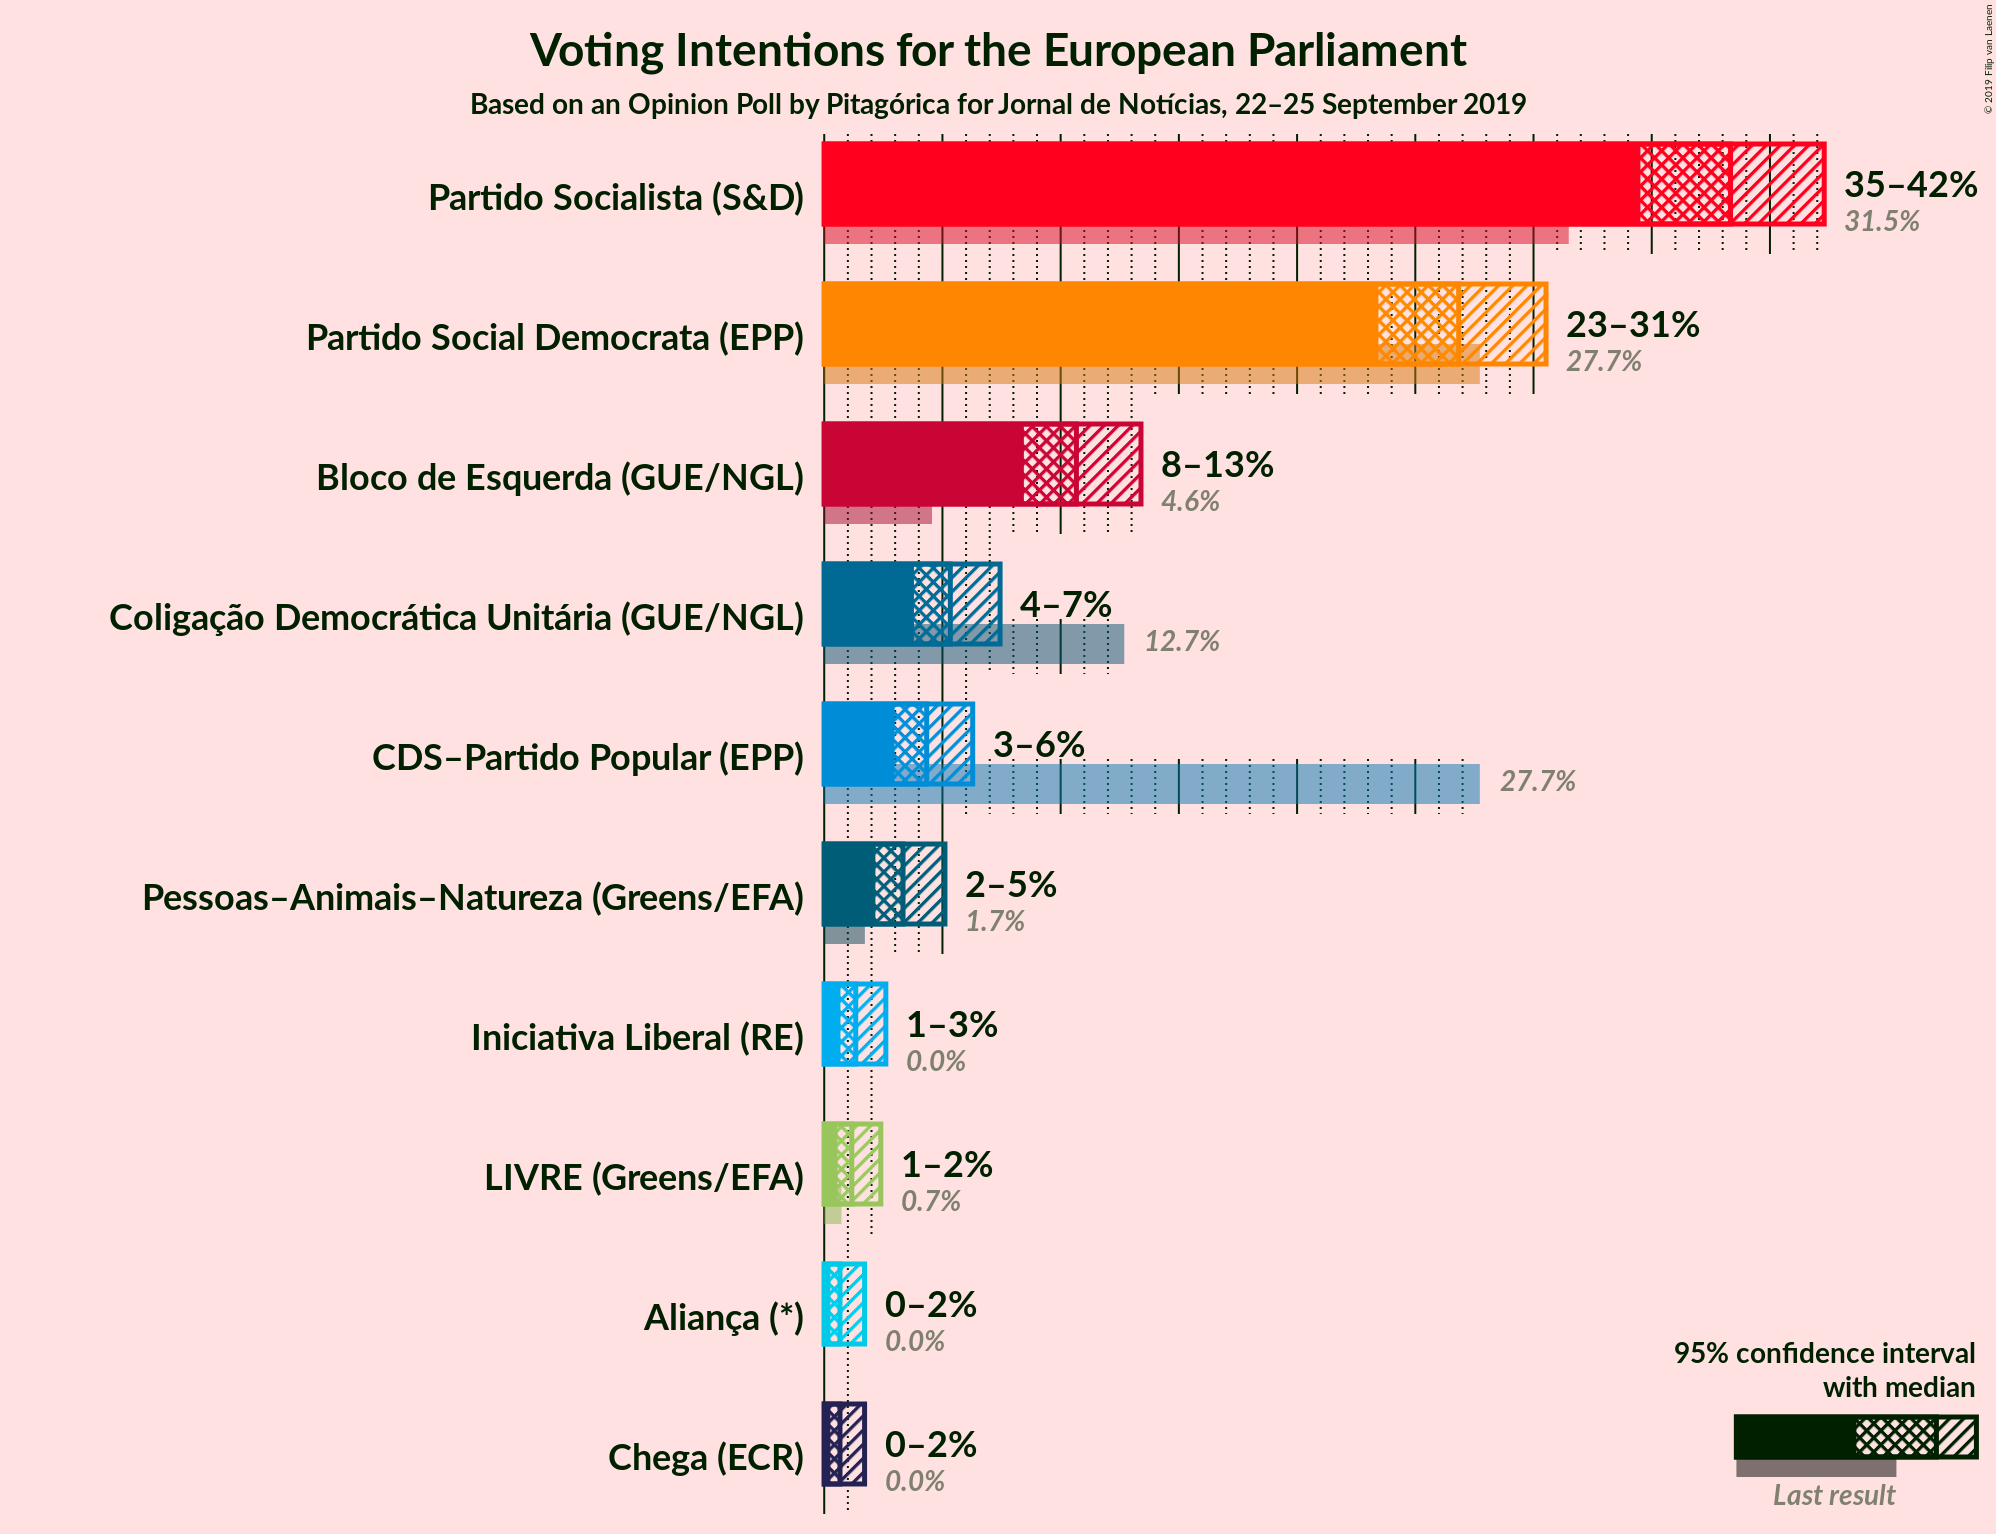 Voting Intentions for the European Parliament
Based on an Opinion Poll by Pitagórica for Jornal de Notícias, 22–25 September 2019
© 2019 Filip van Laenen
Partido Socialista (S&D)
35–42%
31.5%
Partido Social Democrata (EPP)
23–31%
27.7%
Bloco de Esquerda (GUE/NGL)
8–13%
4.6%
Coligação Democrática Unitária (GUE/NGL)
4–7%
12.7%
CDS–Partido Popular (EPP)
3–6%
27.7%
Pessoas–Animais–Natureza (Greens/EFA)
2–5%
1.7%
Iniciativa Liberal (RE)
1–3%
0.0%
LIVRE (Greens/EFA)
1–2%
0.7%
Aliança (*)
0–2%
0.0%
Chega (ECR)
0–2%
0.0%
95% confidence interval
with median
Last result